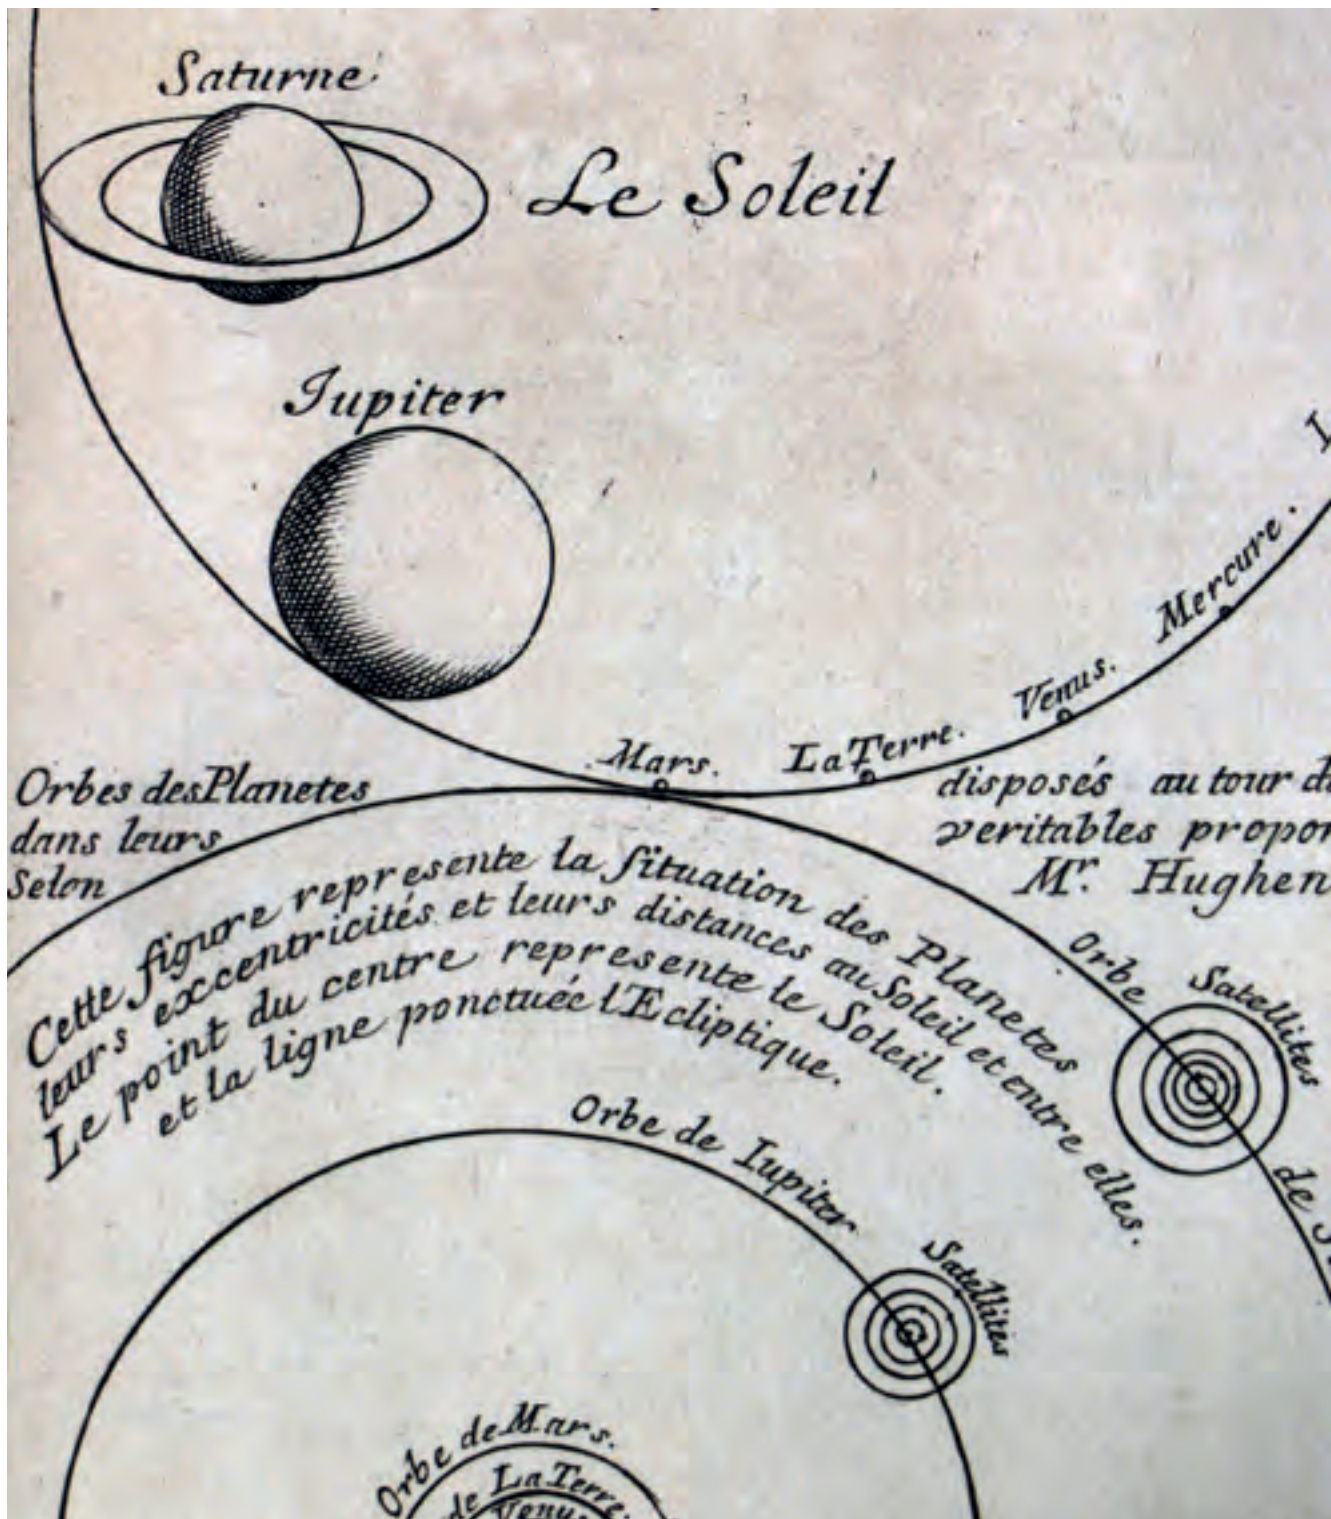 Saturne
Le Soleil
Iupiter
Mercure.
Venus.
La Terre.
Mars.
Orbes des Planetes
dans leurs
Selon
disposés au tour
veritables
Mr. Hughen
Cette figure represente la situation des Planetes
leurs excentricités et leurs distances au Soleil et entre elles.
Le point du centre represente le Soleil.
et la ligne ponctuée l'Ecliptique.
Orbe
Satellites
de
Orbe de Iupiter
Satellites
Orbe de Mars.
de La Terre.
Venus